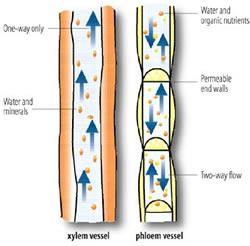 One-way only
Water and
minerals
xylem vessel
Water and
organic nutrients
Permeable
end walls
Two-way flow
phloem vessel